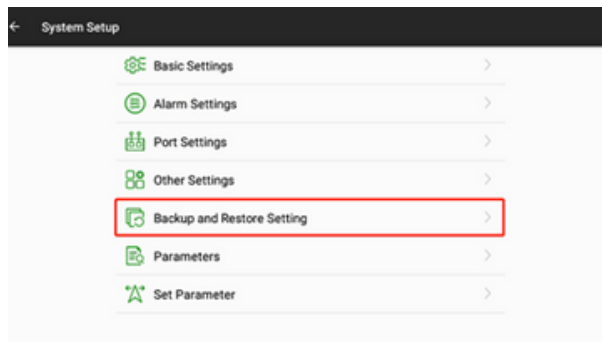 System Setup
Basic Settings
Alarm Settings
Port Settings
Other Settings
Backup and Restore Setting
Parameters
Set Parameter